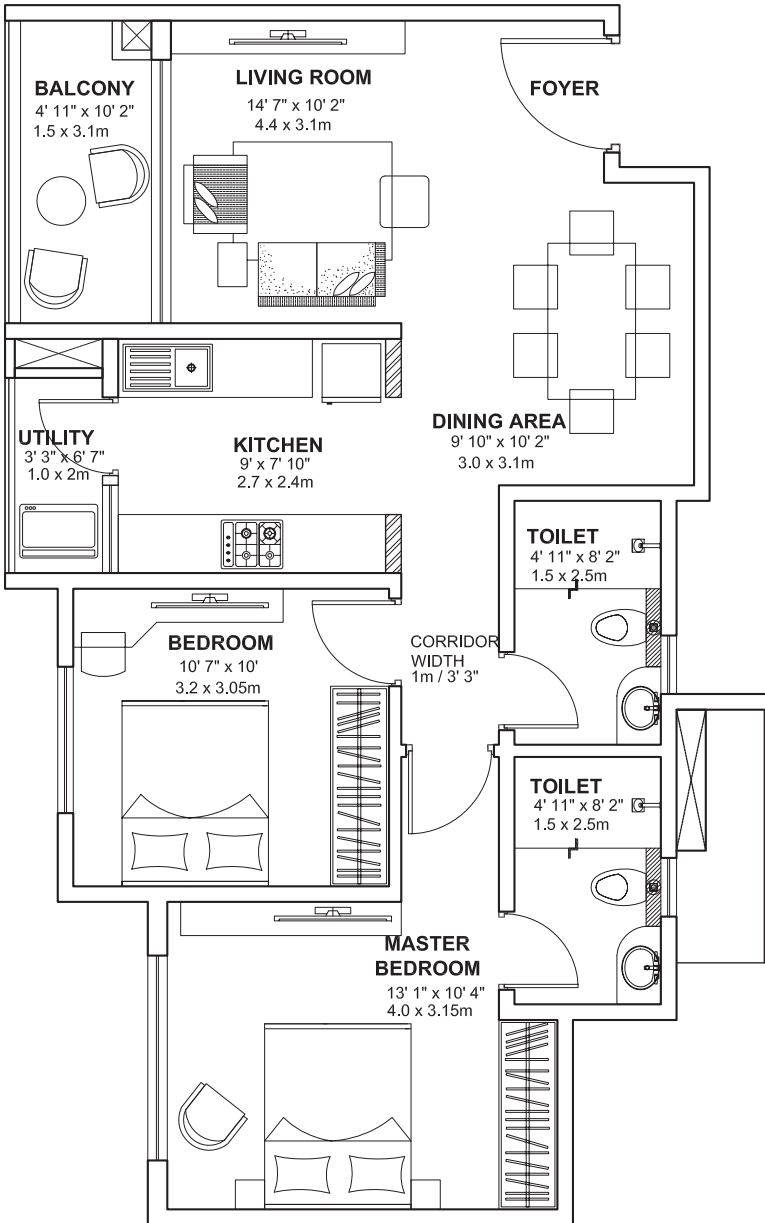 BALCONY
4' 11" x 10' 2"
1.5 x 3.1m
LIVING ROOM
14' 7" x 10' 2"
4.4 x 3.1m
FOYER
DINING AREA
9' 10" x 10' 2"
3.0 x 3.1m
UTILITY
3' 3" x 6' 7"
1.0 x 2m
KITCHEN
9' x 7' 10"
2.7 x 2.4m
TOILET
4' 11" x 8' 2"
1.5 x 2.5m
BEDROOM
10' 7" x 10'
3.2 x 3.05m
CORRIDOR
WIDTH
1m / 3' 3"
TOILET
4' 11" x 8' 2"
1.5 x 2.5m
MASTER
BEDROOM
13' 1" x 10' 4"
4.0 x 3.15m